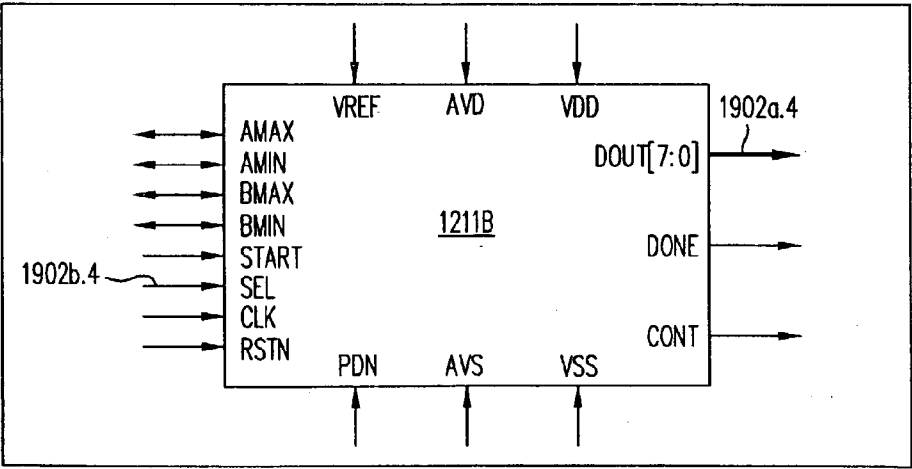 VREF AVD VDD
1902a.4
AMAX
DOUT[7:0]
AMIN
BMAX
BMIN
1211B
START
DONE
1902b.4
SEL
CLK
CONT
RSTN
PDN AVS VSS